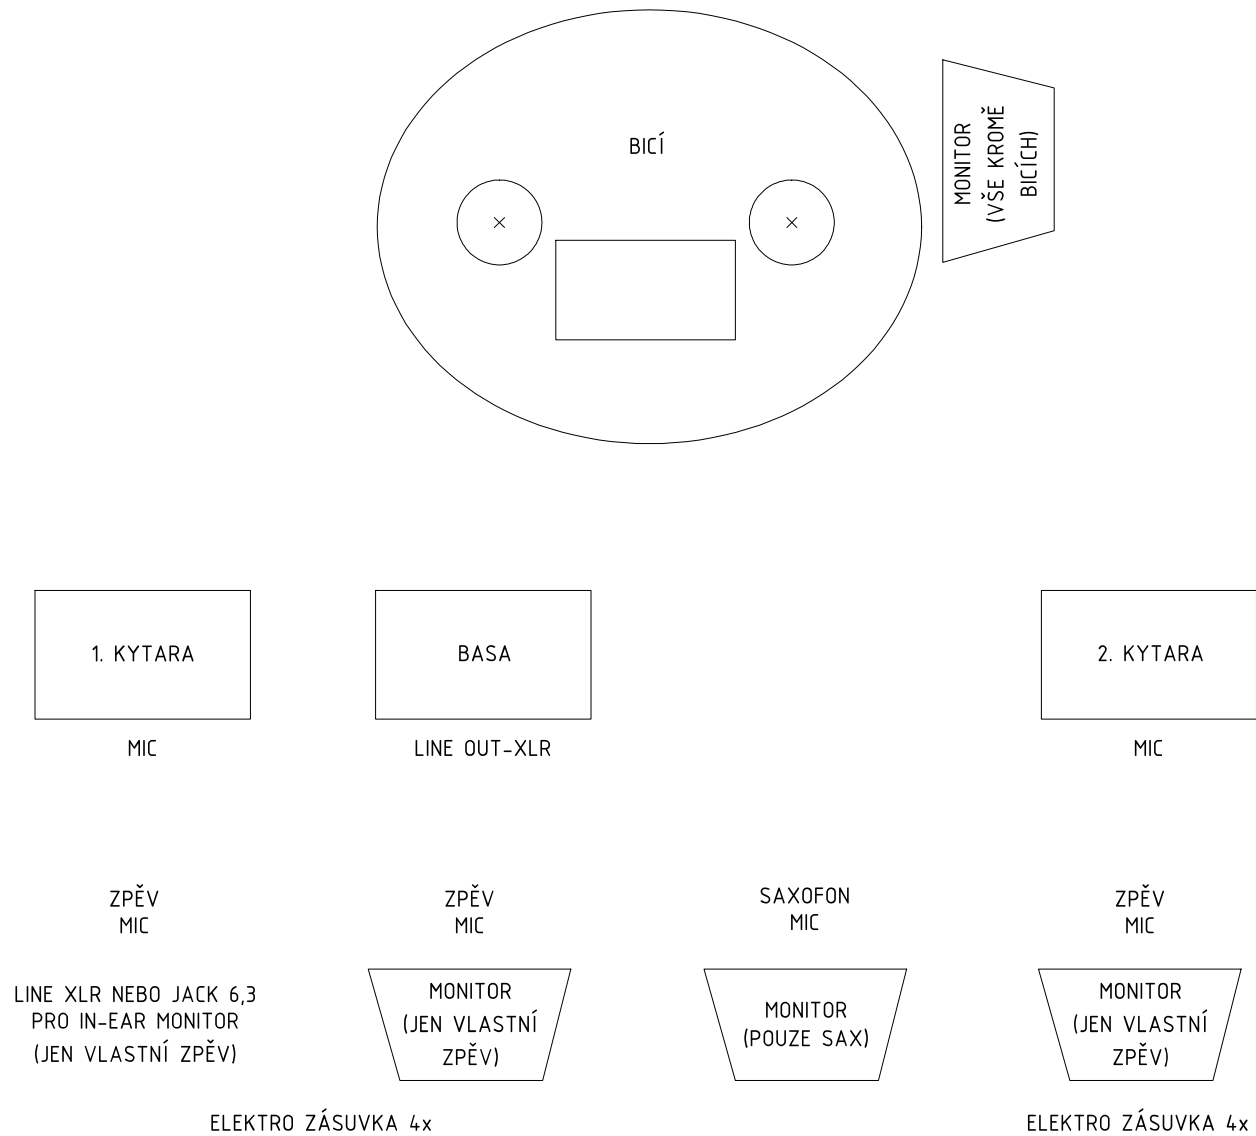 BICÍ
MONITOR
(VŠE KROMĚ
BICÍCH)
1. KYTARA
BASA
2. KYTARA
MIC
LINE OUT-XLR
MIC
ZPĚV
MIC
ZPĚV
MIC
SAXOFON
MIC
ZPĚV
MIC
LINE XLR NEBO JACK 6,3
PRO IN-EAR MONITOR
(JEN VLASTNÍ ZPĚV)
MONITOR
(JEN VLASTNÍ
ZPĚV)
MONITOR
(POUZE SAX)
MONITOR
(JEN VLASTNÍ
ZPĚV)
ELEKTRO ZÁSUVKA 4x
ELEKTRO ZÁSUVKA 4x